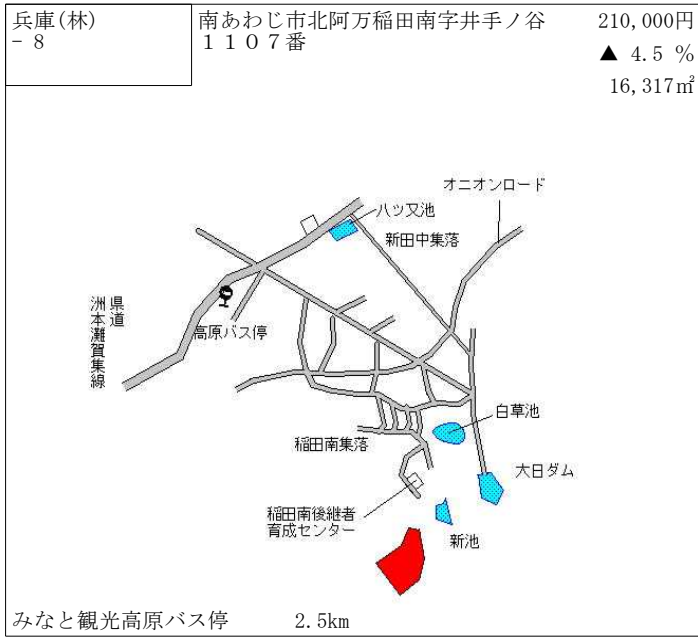 兵庫(林)
－８
南あわじ市北阿万稲田南字井手ノ谷
１１０７番
210,000円
▲ 4.5 %
16,317㎡
オニオンロード
八ッ又池
新田中集落
県道
洲本灘賀集線
高原バス停
白草池
稲田南集落
大日ダム
稲田南後継者
育成センター
新池
みなと観光高原バス停 2.5km